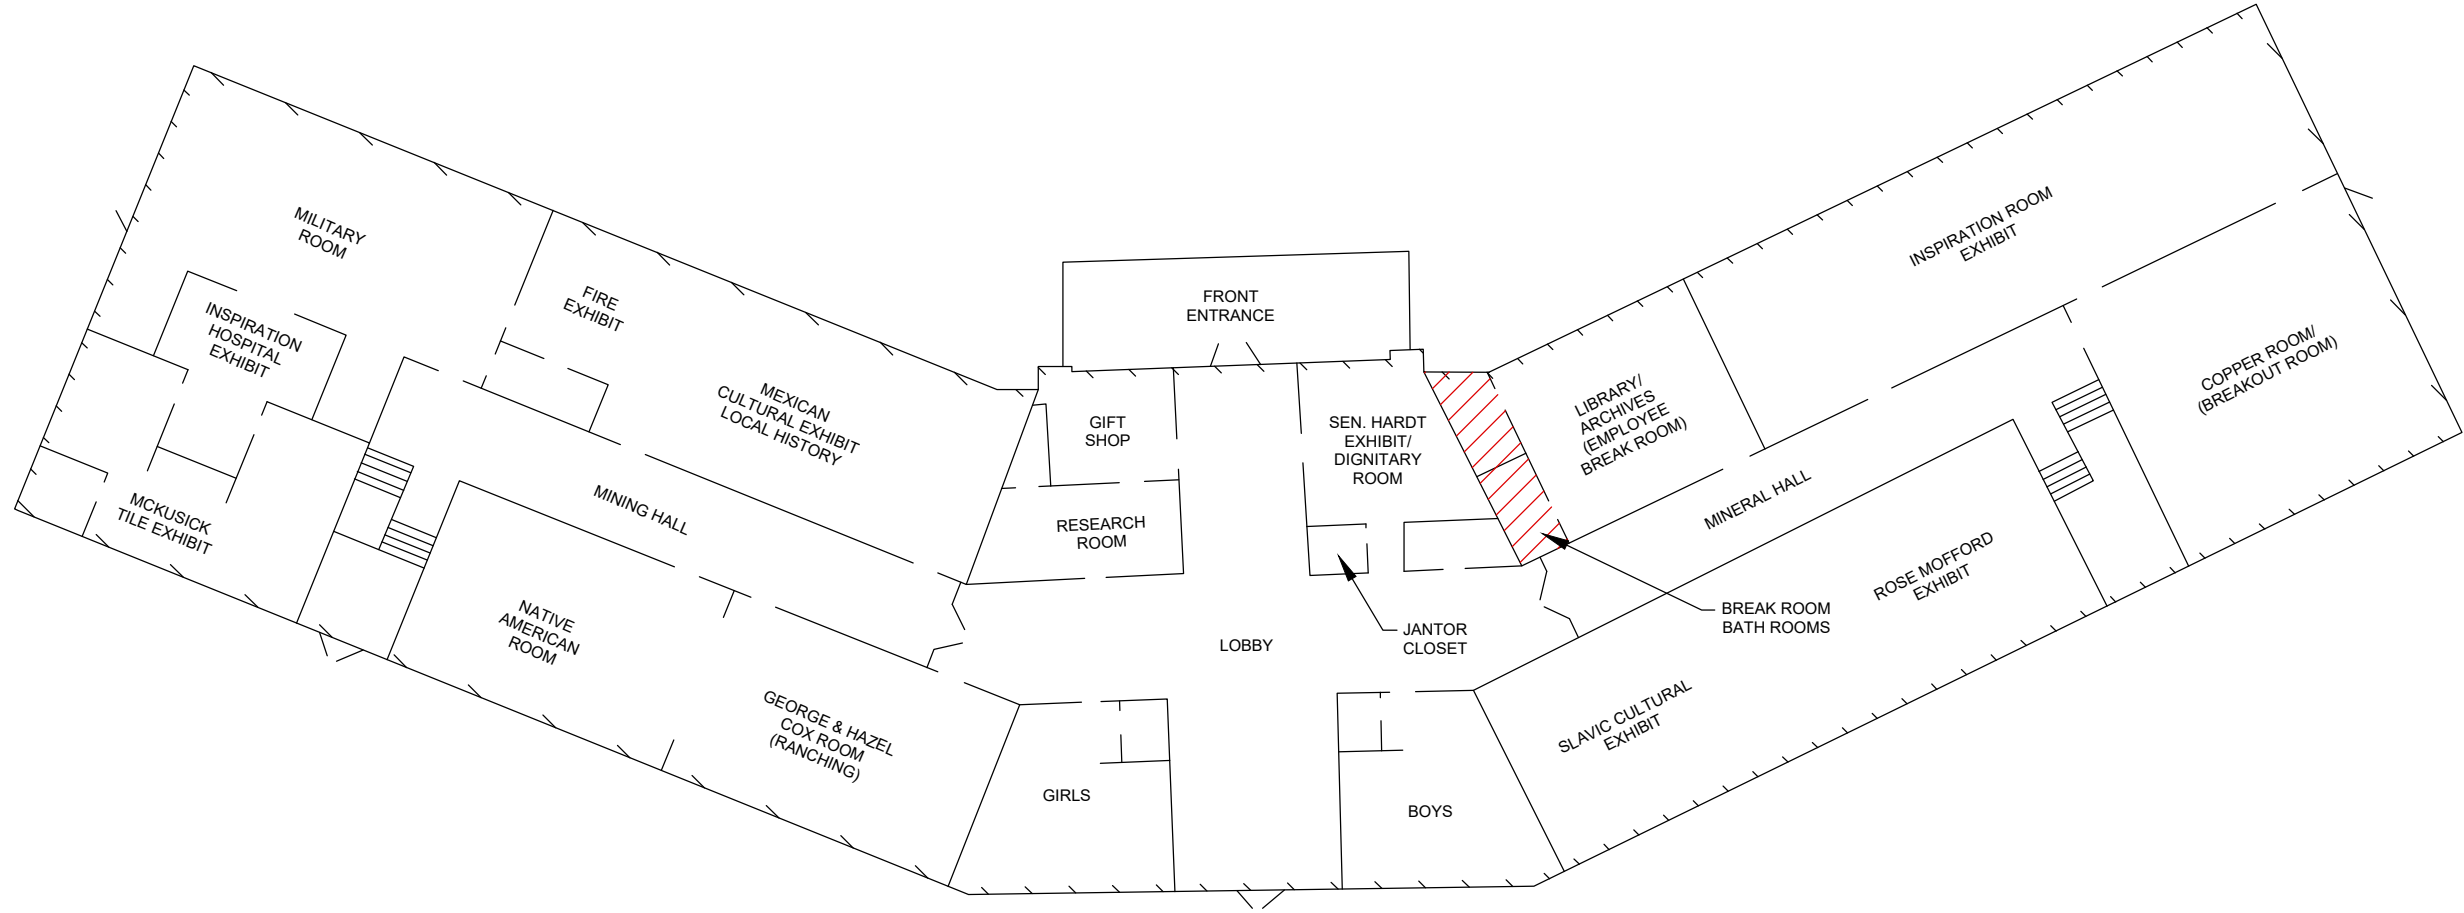 MILITARY
ROOM
INSPIRATION
HOSPITAL
EXHIBIT
MCKUSICK
TILE EXHIBIT
FIRE
EXHIBIT
MEXICAN
CULTURAL EXHIBIT
LOCAL HISTORY
MINING HALL
NATIVE
AMERICAN
ROOM
GEORGE & HAZEL
COX ROOM
(RANCHING)
FRONT
ENTRANCE
GIFT
SHOP
RESEARCH
ROOM
SEN. HARDT
EXHIBIT/
DIGNITARY
ROOM
LOBBY
JANTOR
CLOSET
GIRLS
BOYS
BREAK ROOM
BATH ROOMS
LIBRARY/
ARCHIVES
(EMPLOYEE
BREAK ROOM)
MINERAL HALL
INSPIRATION ROOM
EXHIBIT
COPPER ROOM/
(BREAKOUT ROOM)
ROSE MOFFORD
EXHIBIT
SLAVIC CULTURAL
EXHIBIT